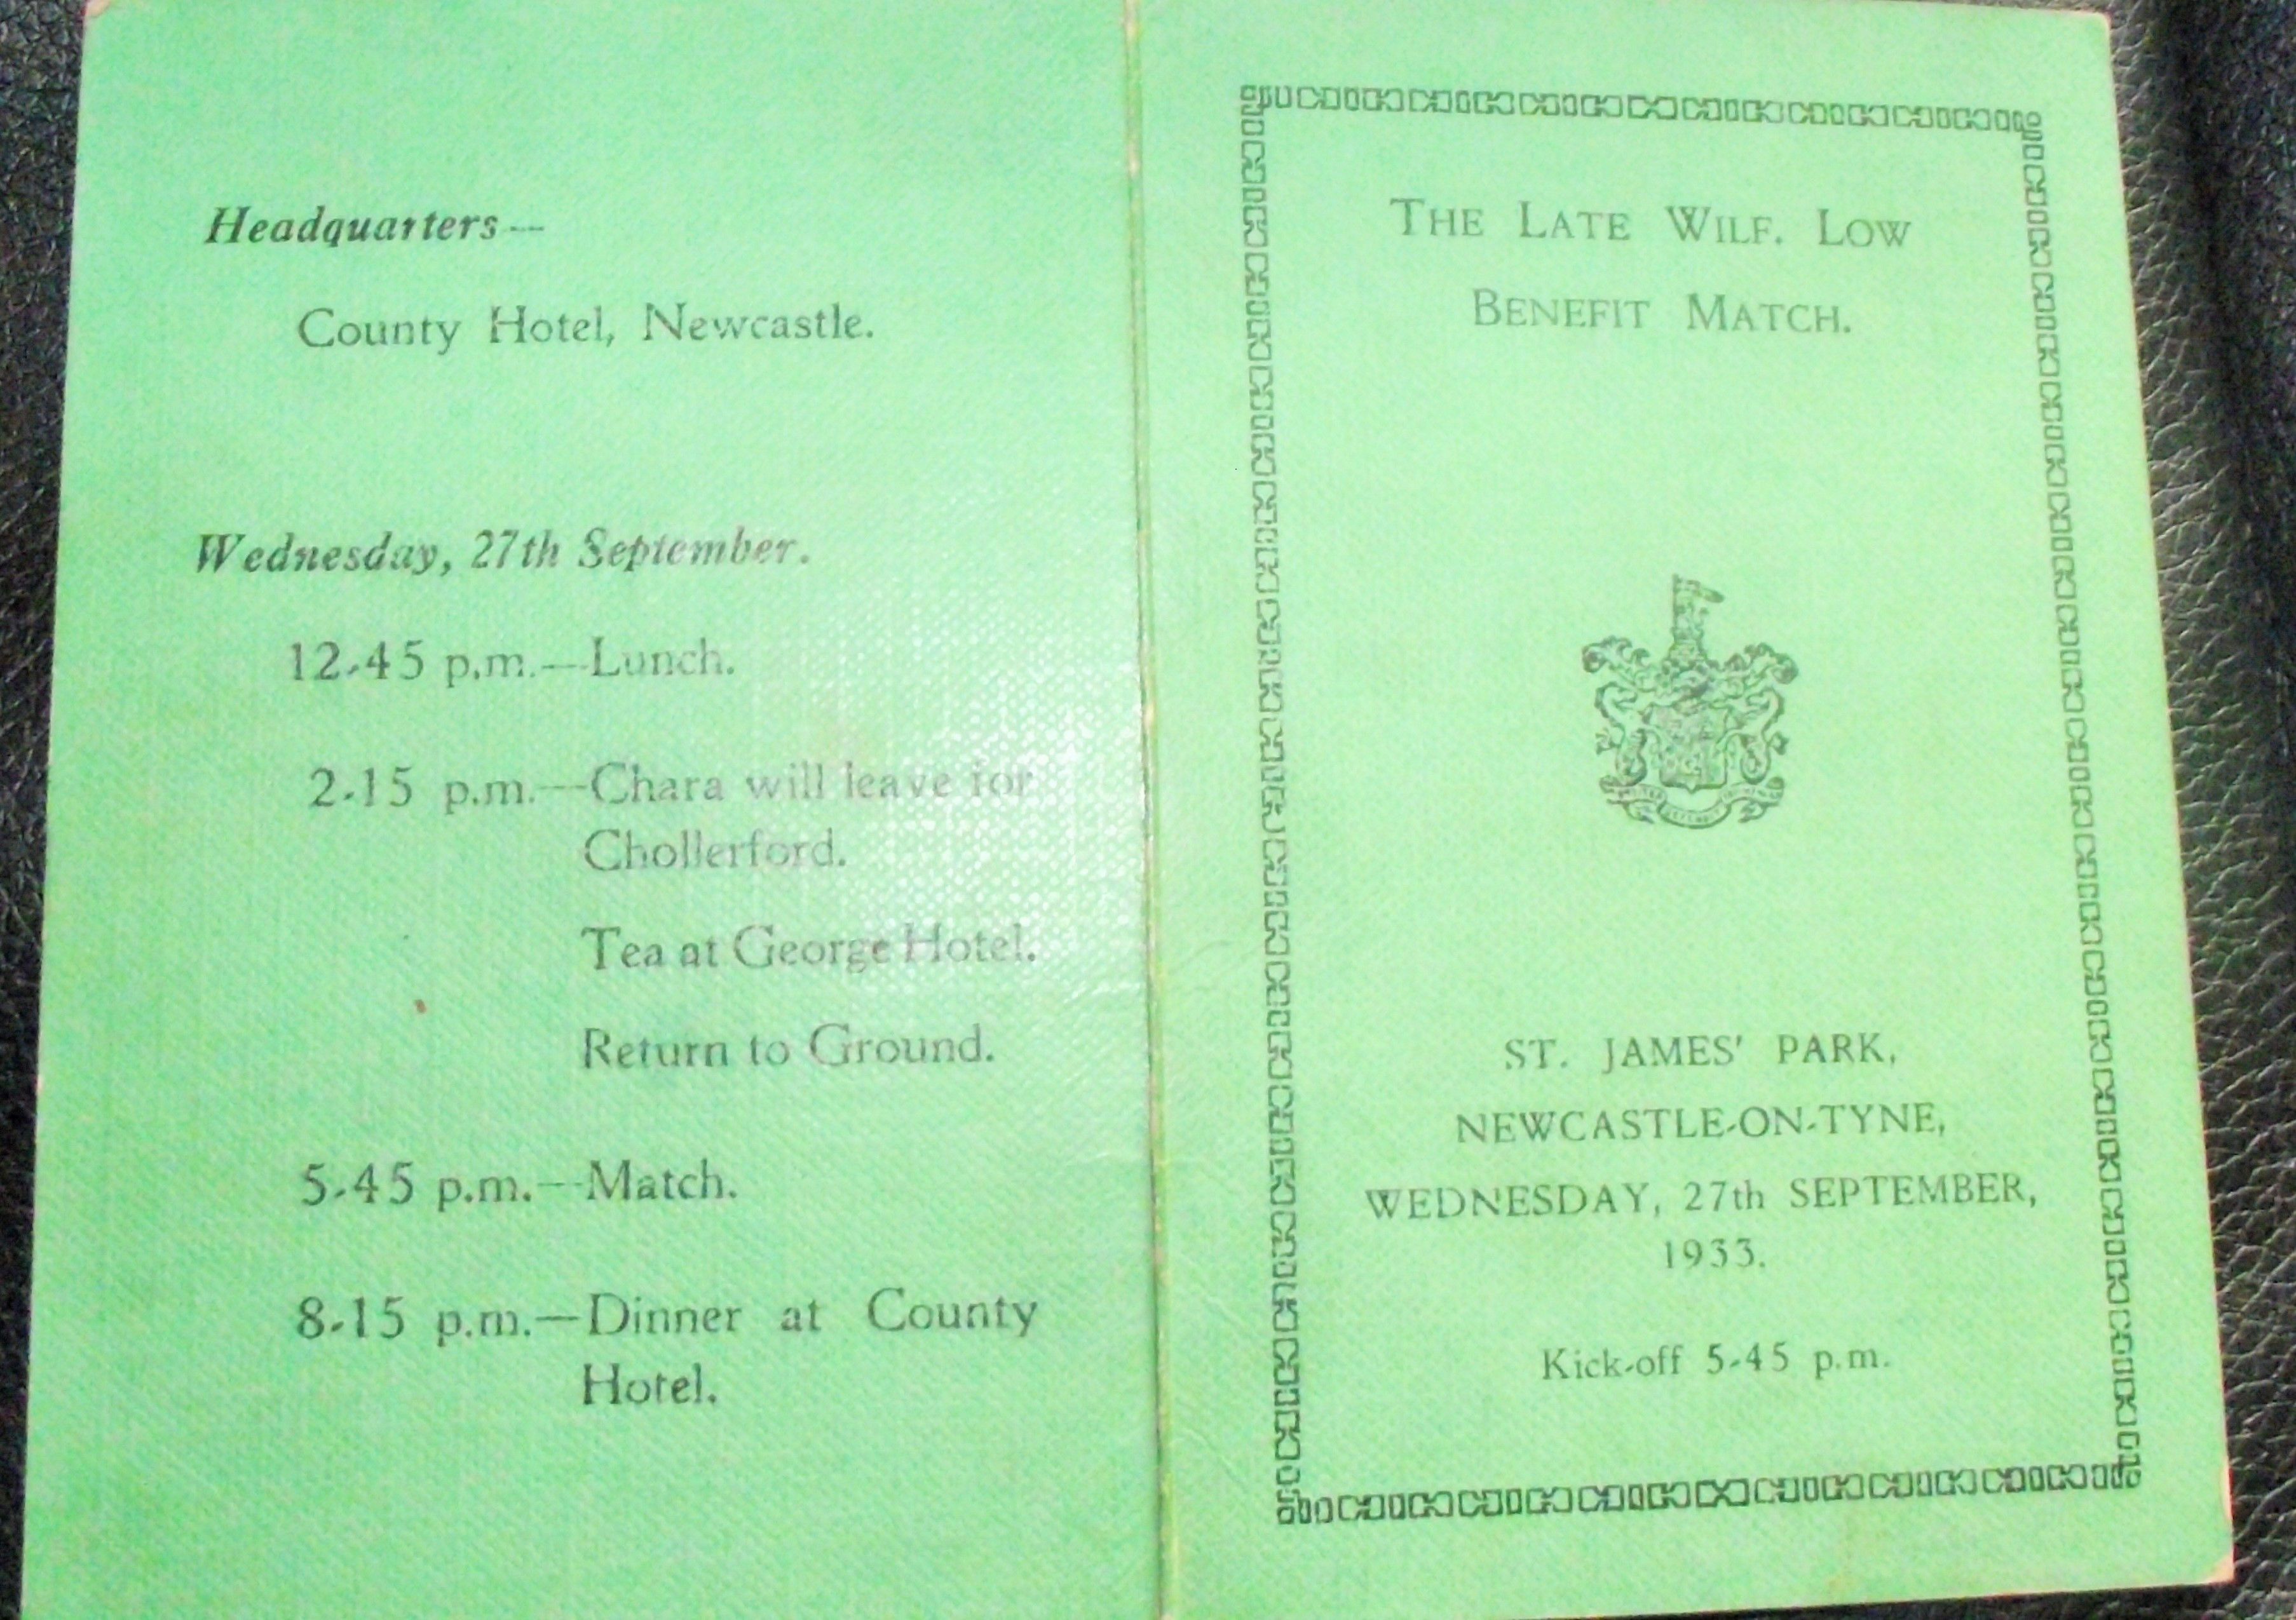 Headquarters—
County Hotel, Newcastle.
Wednesday, 27th September.
12-45 p.m.—Lunch.
2-15 p.m.—Chara will leave for
Chollerford.
Tea at George Hotel.
Return to Ground.
5-45 p.m.—Match.
8-15 p.m.—Dinner at County
Hotel.
THE LATE WILF. LOW
BENEFIT MATCH.
ST. JAMES' PARK,
NEWCASTLE-ON-TYNE,
WEDNESDAY, 27th SEPTEMBER,
1933.
Kick-off 5-45 p.m.